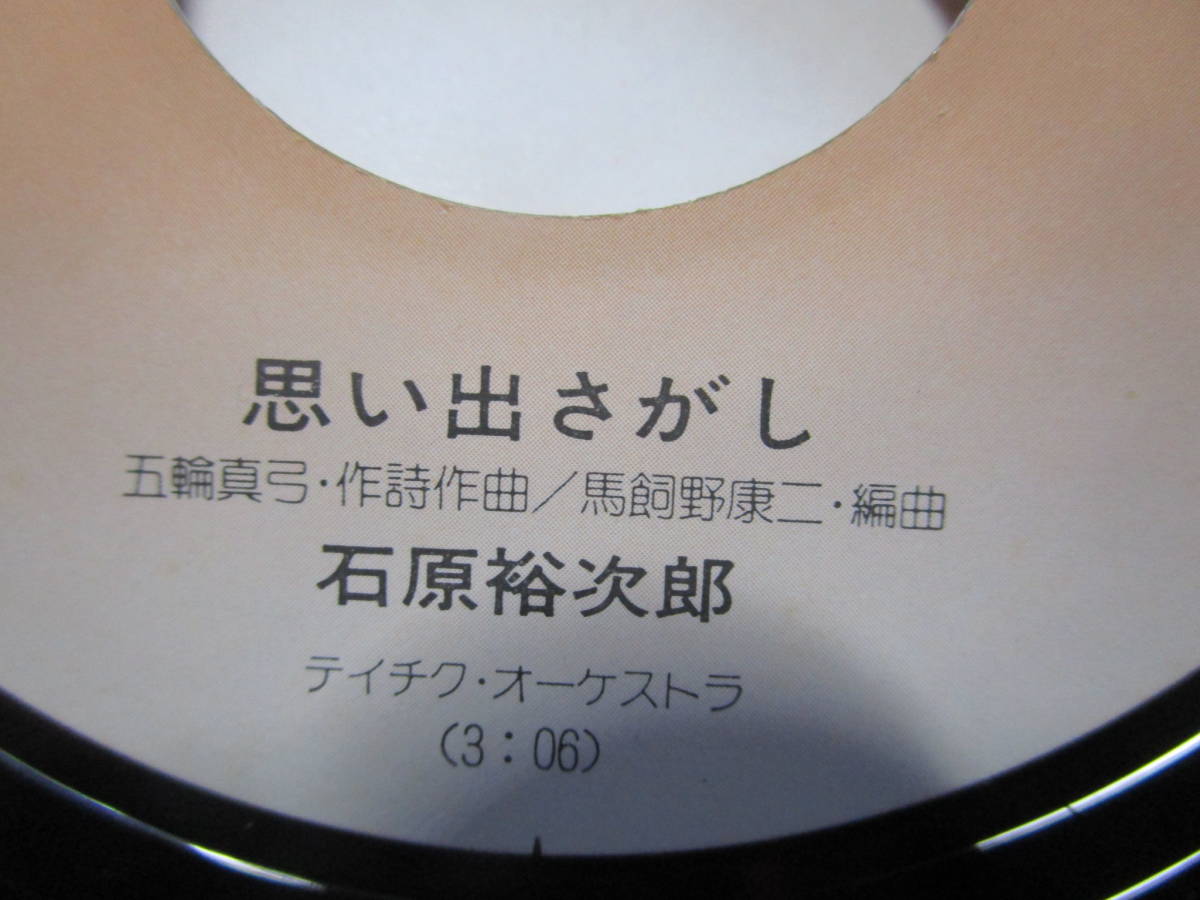 思い出さがし
五輪真弓・作詩作曲/馬飼野康二・編曲
石原裕次郎
テイチク・オーケストラ
(3:06)